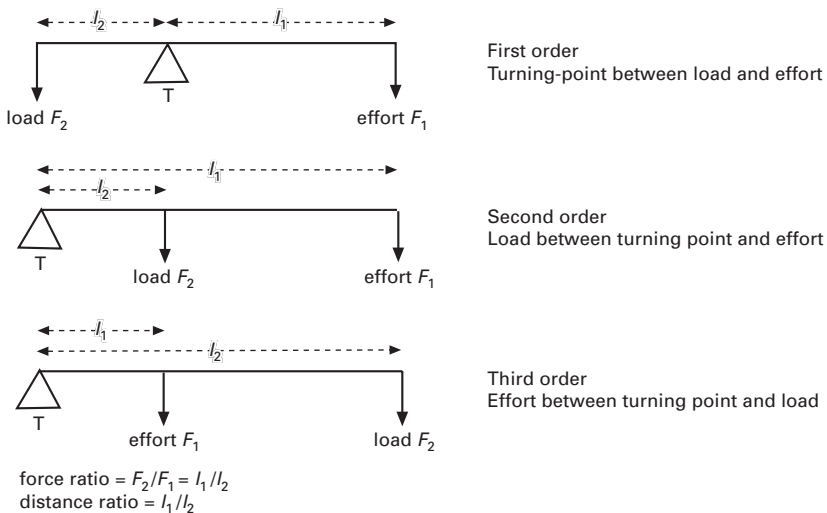 l₂ l₁
First order
Turning-point between load and effort
T
load F₂ effort F₁
l₁
l₂
Second order
Load between turning point and effort
T
load F₂ effort F₁
l₁
l₂
Third order
Effort between turning point and load
T
effort F₁ load F₂
force ratio = F₂/F₁ = l₁/l₂
distance ratio = l₁/l₂